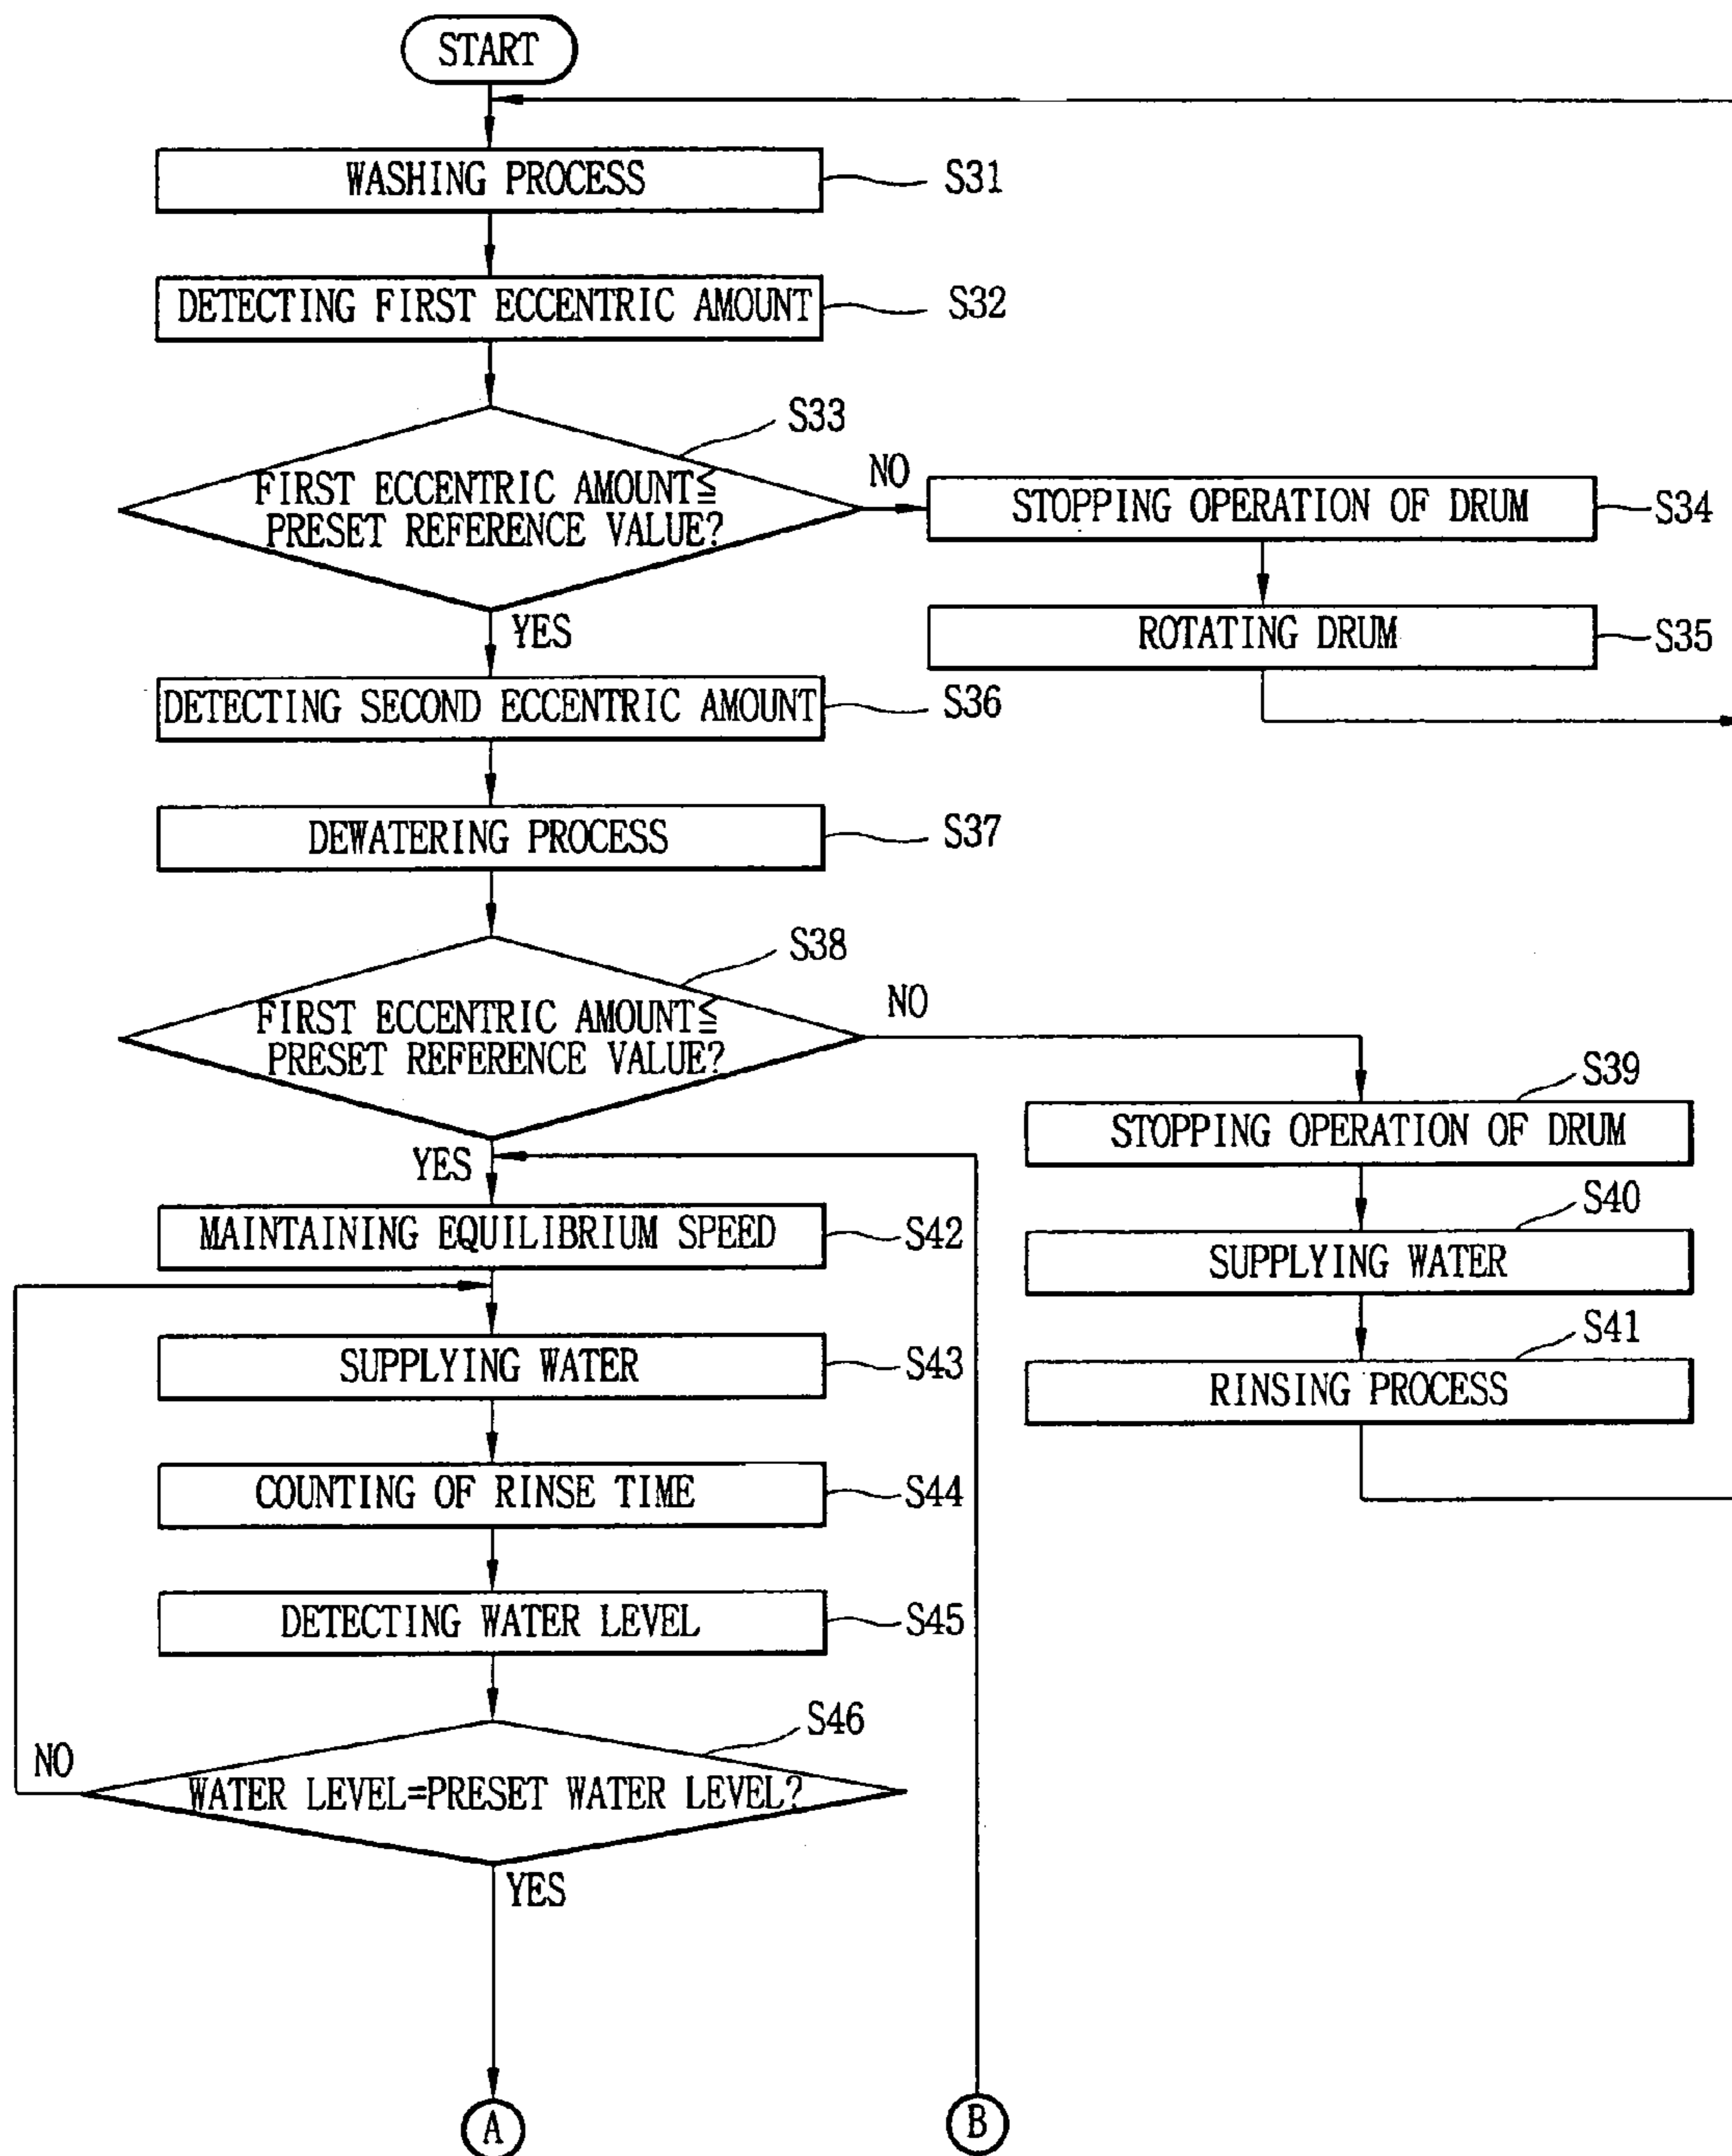 START
WASHING PROCESS
S31
DETECTING FIRST ECCENTRIC AMOUNT
S32
S33
FIRST ECCENTRIC AMOUNT≦
PRESET REFERENCE VALUE?
NO
STOPPING OPERATION OF DRUM
S34
YES
ROTATING DRUM
S35
DETECTING SECOND ECCENTRIC AMOUNT
S36
DEWATERING PROCESS
S37
S38
FIRST ECCENTRIC AMOUNT≦
PRESET REFERENCE VALUE?
NO
S39
STOPPING OPERATION OF DRUM
YES
S40
MAINTAINING EQUILIBRIUM SPEED
S42
SUPPLYING WATER
S41
SUPPLYING WATER
S43
RINSING PROCESS
COUNTING OF RINSE TIME
S44
DETECTING WATER LEVEL
S45
S46
NO
WATER LEVEL=PRESET WATER LEVEL?
YES
A
B